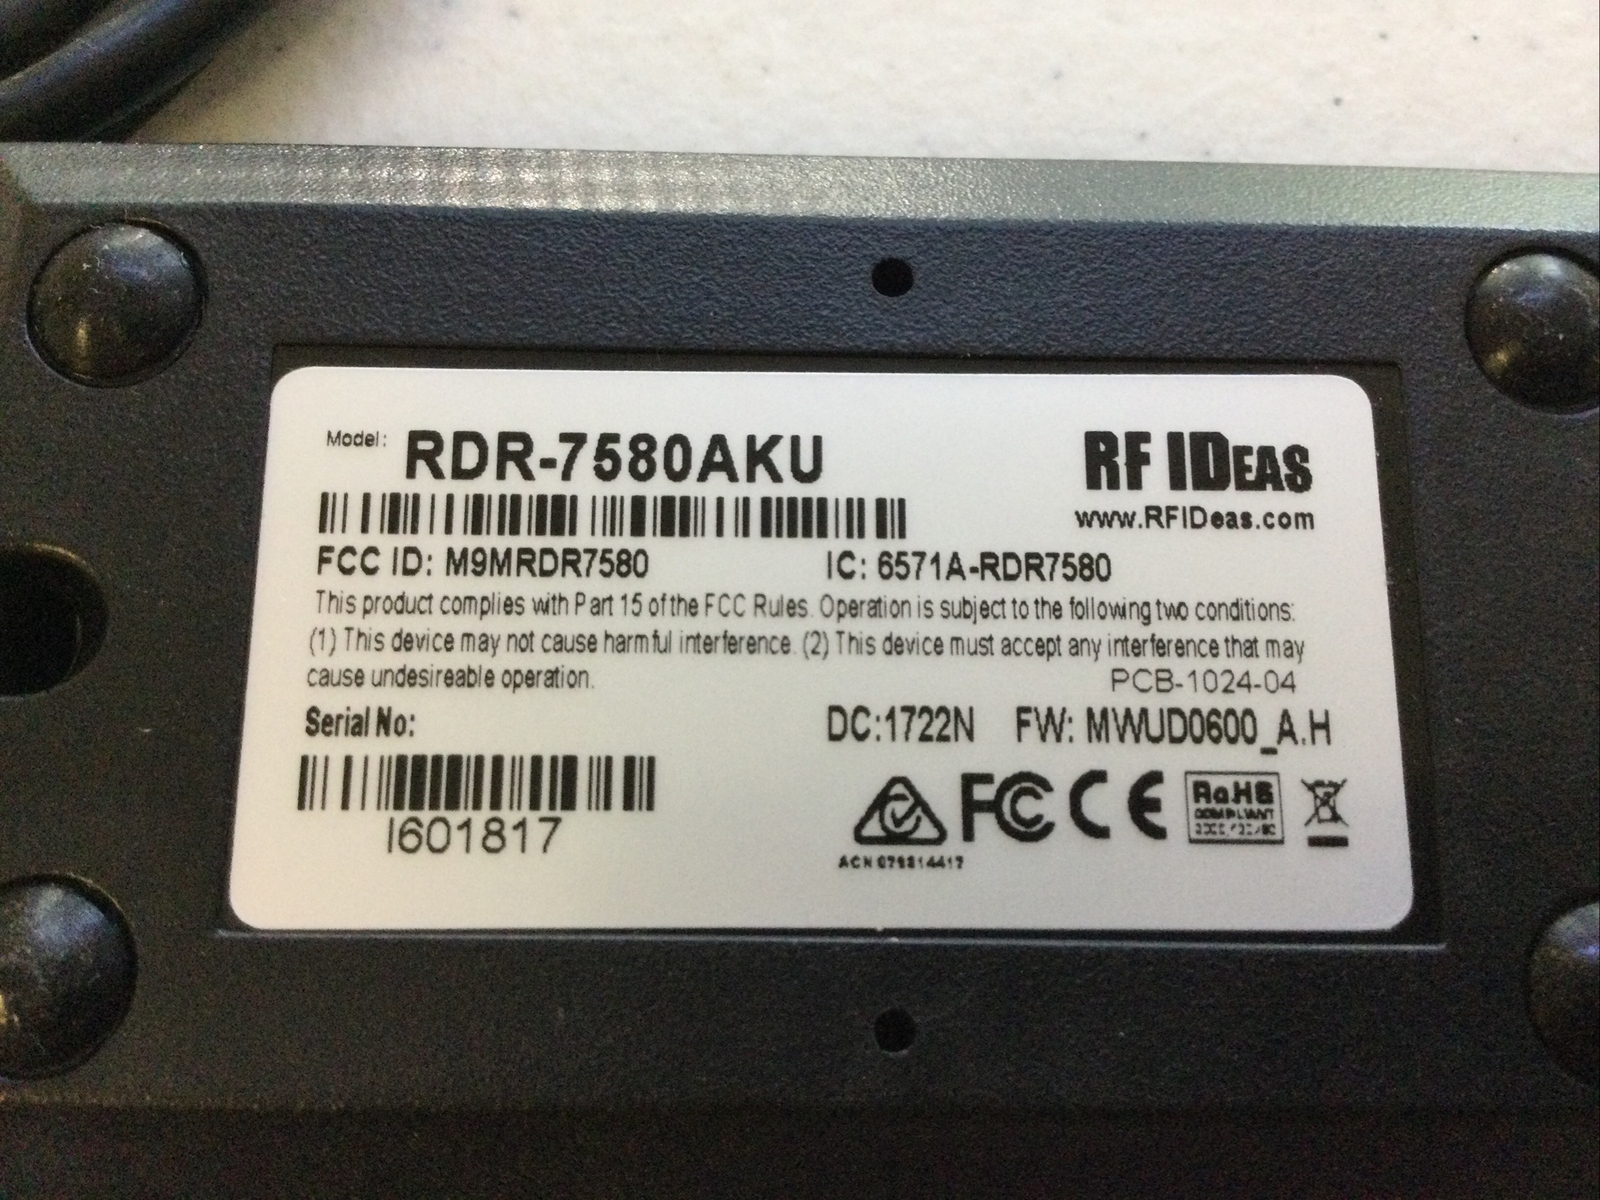 Model: RDR-7580AKU
RF IDEAS
www.RFIDeas.com
FCC ID: M9MRDR7580 IC: 6571A-RDR7580
This product complies with Part 15 of the FCC Rules. Operation is subject to the following two conditions:
(1) This device may not cause harmful interference. (2) This device must accept any interference that may
cause undesireable operation.
PCB-1024-04
Serial No:
DC:1722N FW: MWUD0600_A.H
I601817
FC CE
RoHS
COMPLIANT
ACN